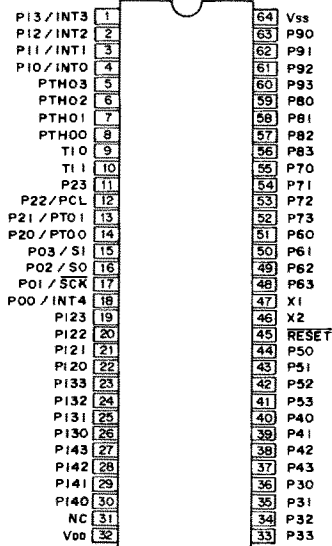 P13/INT3 1 64 Vss
P12/INT2 2 63 P90
P11/INT1 3 62 P91
P10/INT0 4 61 P92
PTH03 5 60 P93
PTH02 6 59 P80
PTH01 7 58 P81
PTH00 8 57 P82
TI0 9 56 P83
TI1 10 55 P70
P23 11 54 P71
P22/PCL 12 53 P72
P21/PTO1 13 52 P73
P20/PTO0 14 51 P60
P03/SI 15 50 P61
P02/SO 16 49 P62
P01/SCK 17 48 P63
P00/INT4 18 47 X1
P123 19 46 X2
P122 20 45 RESET
P121 21 44 P50
P120 22 43 P51
P133 23 42 P52
P132 24 41 P53
P131 25 40 P40
P130 26 39 P41
P143 27 38 P42
P142 28 37 P43
P141 29 36 P30
P140 30 35 P31
NC 31 34 P32
VDD 32 33 P33